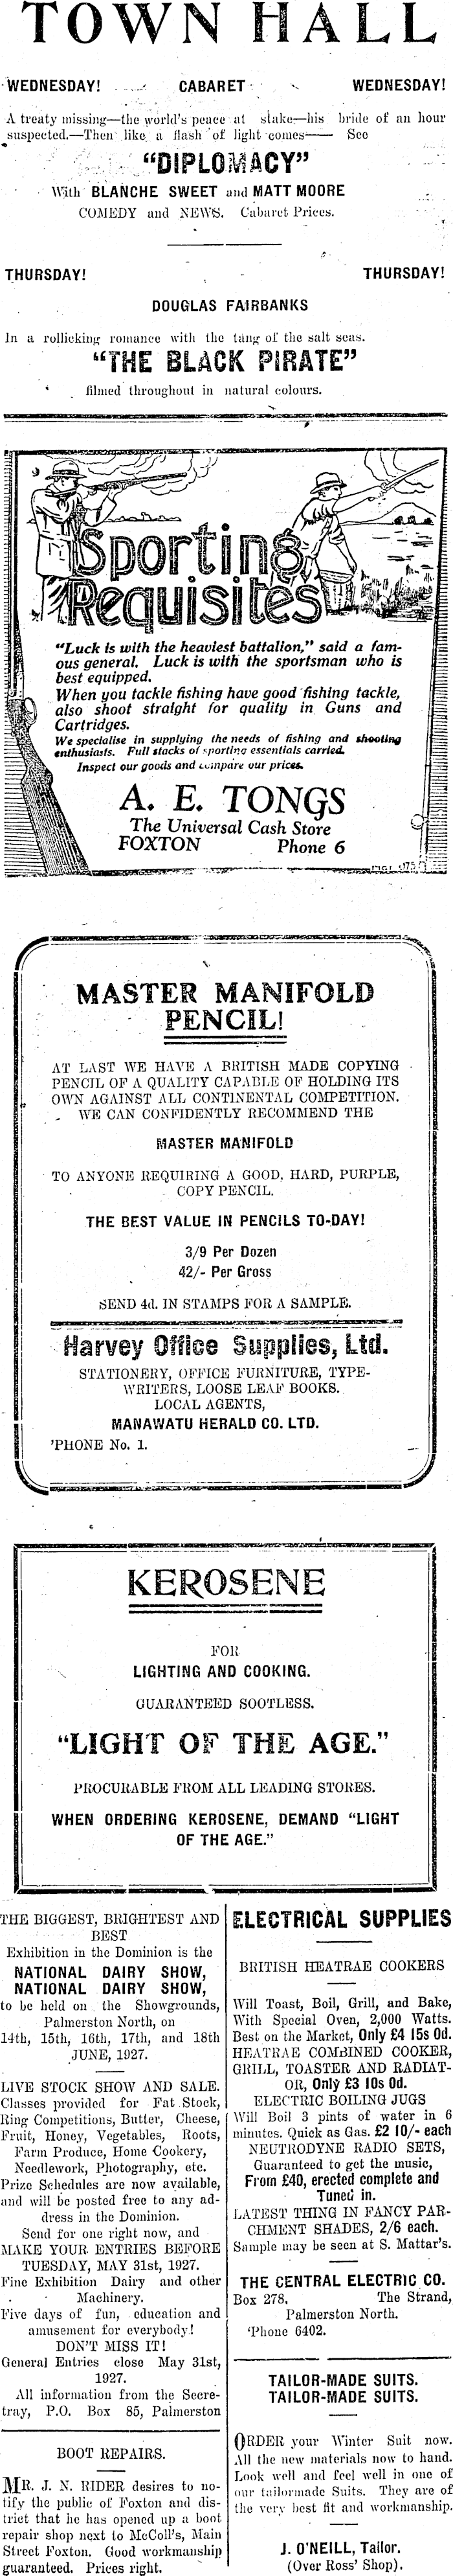 TOWN HALL
WEDNESDAY! CABARET WEDNESDAY!
A treaty missing—the world's peace at stake—his bride of an hour
suspected.—Then like a flash of light comes—— See
"DIPLOMACY"
With BLANCHE SWEET and MATT MOORE
COMEDY and NEWS. Cabaret Prices.
THURSDAY! THURSDAY!
DOUGLAS FAIRBANKS
In a rollicking romance with the tang of the salt seas.
"THE BLACK PIRATE"
filmed throughout in natural colours.
Sporting
Requisites
"Luck is with the heaviest battalion," said a fam-
ous general. Luck is with the sportsman who is
best equipped.
When you tackle fishing have good fishing tackle,
also shoot straight for quality in Guns and
Cartridges.
We specialise in supplying the needs of fishing and shooting
enthusiasts. Full stacks of sporting essentials carried.
Inspect our goods and compare our prices.
A. E. TONGS
The Universal Cash Store
FOXTON Phone 6
MASTER MANIFOLD
PENCIL!
AT LAST WE HAVE A BRITISH MADE COPYING
PENCIL OF A QUALITY CAPABLE OF HOLDING ITS
OWN AGAINST ALL CONTINENTAL COMPETITION.
WE CAN CONFIDENTLY RECOMMEND THE
MASTER MANIFOLD
TO ANYONE REQUIRING A GOOD, HARD, PURPLE,
COPY PENCIL.
THE BEST VALUE IN PENCILS TO-DAY!
3/9 Per Dozen
42/- Per Gross
SEND 4d. IN STAMPS FOR A SAMPLE.
Harvey Office Supplies, Ltd.
STATIONERY, OFFICE FURNITURE, TYPE-
WRITERS, LOOSE LEAF BOOKS.
LOCAL AGENTS,
MANAWATU HERALD CO. LTD.
'PHONE No. 1.
KEROSENE
FOR
LIGHTING AND COOKING.
GUARANTEED SOOTLESS.
"LIGHT OF THE AGE."
PROCURABLE FROM ALL LEADING STORES.
WHEN ORDERING KEROSENE, DEMAND "LIGHT
OF THE AGE."
THE BIGGEST, BRIGHTEST AND
BEST
Exhibition in the Dominion is the
NATIONAL DAIRY SHOW,
NATIONAL DAIRY SHOW,
to be held on the Showgrounds,
Palmerston North, on
14th, 15th, 16th, 17th, and 18th
JUNE, 1927.
LIVE STOCK SHOW AND SALE.
Classes provided for Fat Stock,
Ring Competitions, Butter, Cheese,
Fruit, Honey, Vegetables, Roots,
Farm Produce, Home Cookery,
Needlework, Photography, etc.
Prize Schedules are now available,
and will be posted free to any ad-
dress in the Dominion.
Send for one right now, and
MAKE YOUR ENTRIES BEFORE
TUESDAY, MAY 31st, 1927.
Fine Exhibition Dairy and other
Machinery.
Five days of fun, education and
amusement for everybody!
DON'T MISS IT!
General Entries close May 31st,
1927.
All information from the Secre-
tray, P.O. Box 85, Palmerston
BOOT REPAIRS.
MR. J. N. RIDER desires to no-
tify the public of Foxton and dis-
trict that he has opened up a boot
repair shop next to McColl's, Main
Street Foxton. Good workmanship
guaranteed. Prices right.
ELECTRICAL SUPPLIES
BRITISH HEATRAE COOKERS
Will Toast, Boil, Grill, and Bake,
With Special Oven, 2,000 Watts.
Best on the Market, Only £4 15s 0d.
HEATRAE COMBINED COOKER,
GRILL, TOASTER AND RADIAT-
OR, Only £3 10s 0d.
ELECTRIC BOILING JUGS
Will Boil 3 pints of water in 6
minutes. Quick as Gas. £2 10/- each
NEUTRODYNE RADIO SETS,
Guaranteed to get the music,
From £40, erected complete and
Tuned in.
LATEST THING IN FANCY PAR-
CHMENT SHADES, 2/6 each.
Sample may be seen at S. Mattar's.
THE CENTRAL ELECTRIC CO.
Box 278, The Strand,
Palmerston North.
'Phone 6402.
TAILOR-MADE SUITS.
TAILOR-MADE SUITS.
ORDER your Winter Suit now.
All the new materials now to hand.
Look well and feel well in one of
our tailormade Suits. They are of
the very best fit and workmanship.
J. O'NEILL, Tailor.
(Over Ross' Shop).